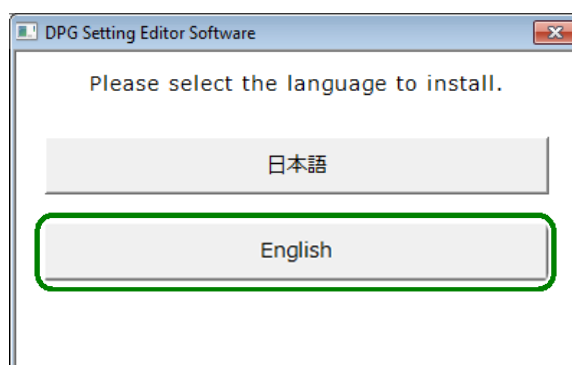 DPG Setting Editor Software
Please select the language to install.
日本語
English